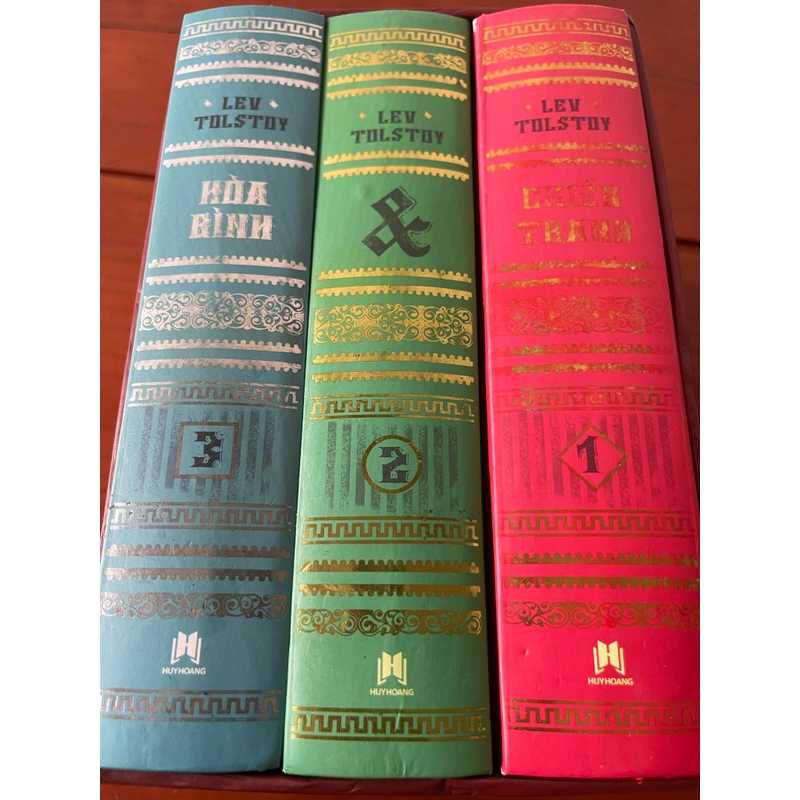 LEV
TOLSTOY
HÒA
BÌNH
3
HUYHOANG
LEV
TOLSTOY
&
2
HUYHOANG
LEV
TOLSTOY
CHIẾN
TRANH
1
HUYHOANG